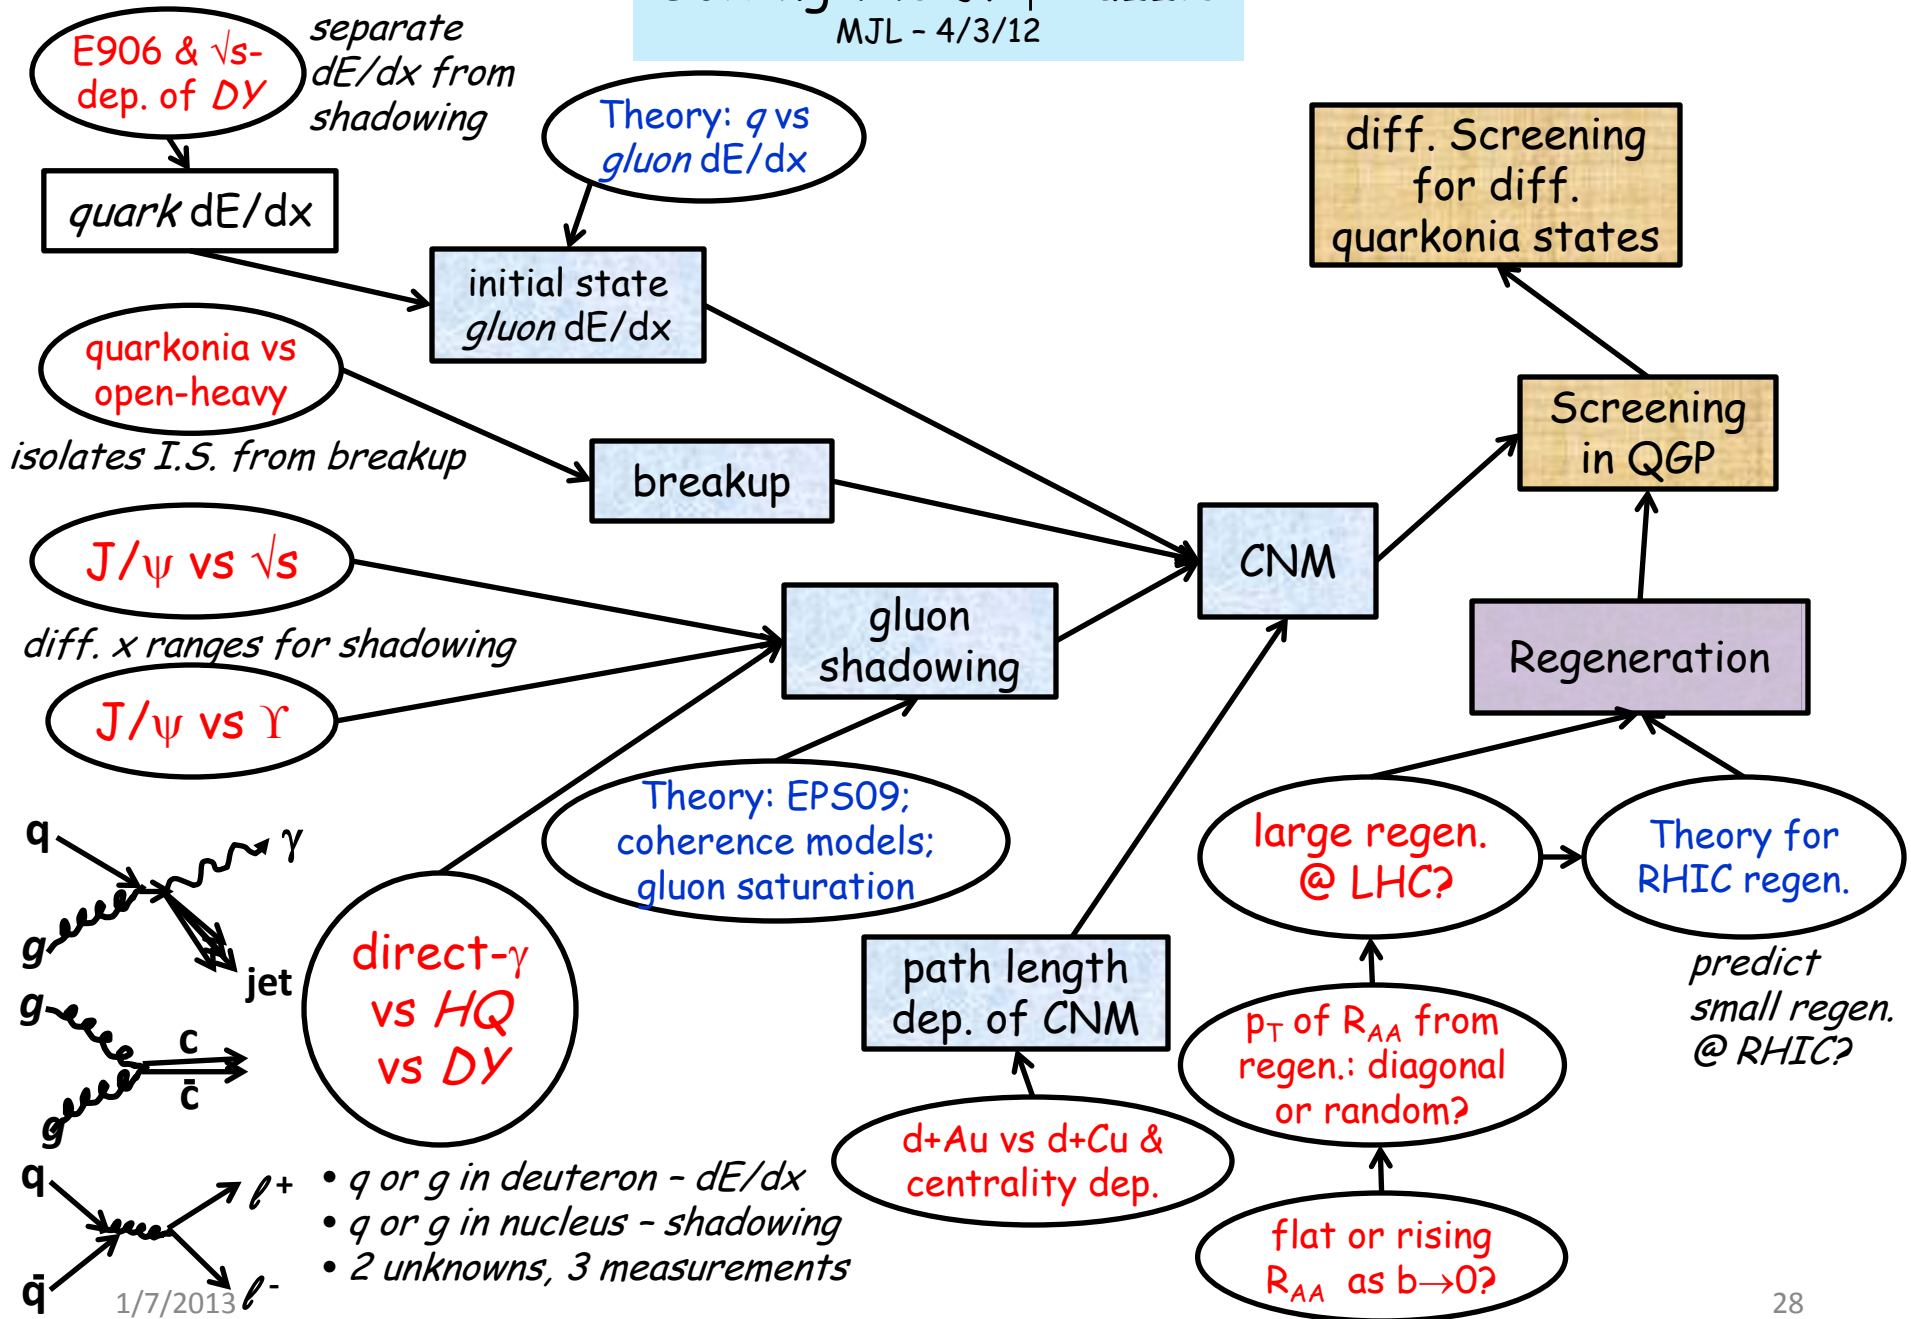 MJL – 4/3/12
E906 & √s-
dep. of DY
separate
dE/dx from
shadowing
Theory: q vs
gluon dE/dx
diff. Screening
for diff.
quarkonia states
quark dE/dx
initial state
gluon dE/dx
quarkonia vs
open-heavy
isolates I.S. from breakup
breakup
Screening
in QGP
J/ψ vs √s
CNM
diff. x ranges for shadowing
gluon
shadowing
Regeneration
J/ψ vs ϒ
Theory: EPS09;
coherence models;
gluon saturation
large regen.
@ LHC?
Theory for
RHIC regen.
predict
small regen.
@ RHIC?
q
γ
g
jet
g
c
c̄
g
direct-γ
vs HQ
vs DY
path length
dep. of CNM
pT of RAA from
regen.: diagonal
or random?
d+Au vs d+Cu &
centrality dep.
flat or rising
RAA as b→0?
q
ℓ+
q̄
ℓ-
• q or g in deuteron – dE/dx
• q or g in nucleus – shadowing
• 2 unknowns, 3 measurements
1/7/2013
28